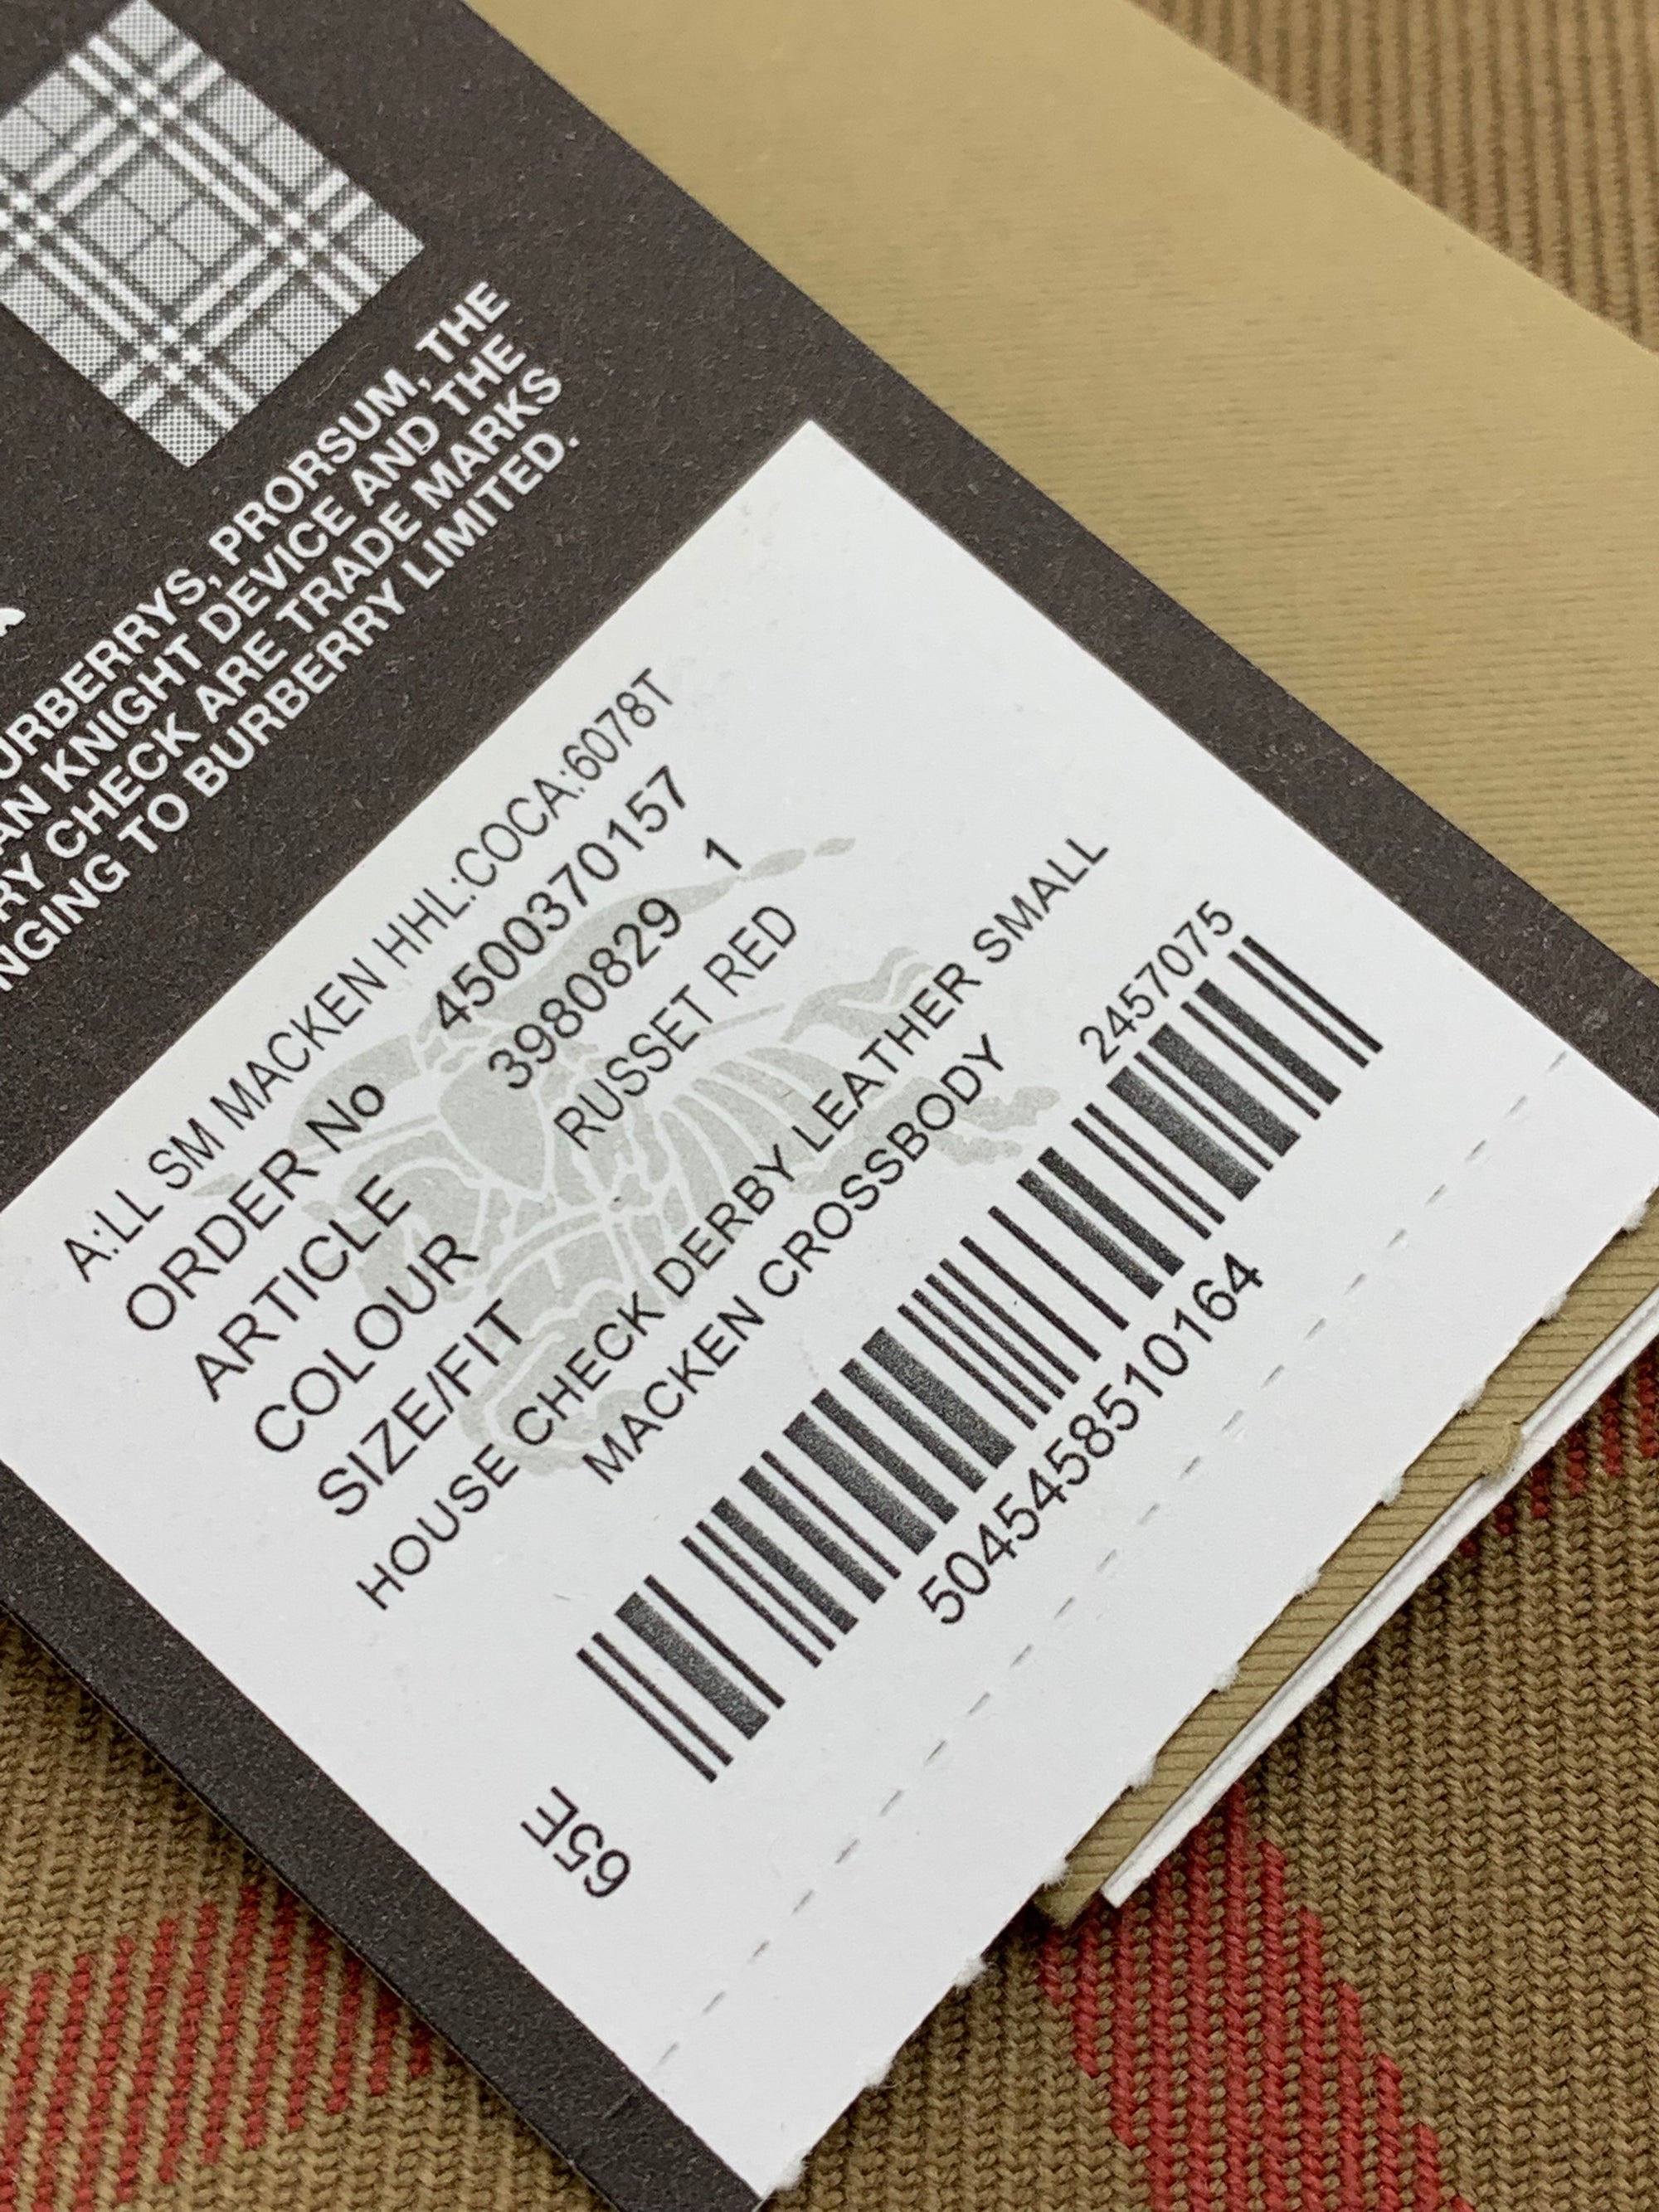 URBERRYS, PRORSUM, THE
AN KNIGHT DEVICE AND THE
RY CHECK ARE TRADE MARKS
NGING TO BURBERRY LIMITED.
A:LL SM MACKEN HHL:COCA:6078T
ORDER No 4500370157
ARTICLE 3980829 1
COLOUR RUSSET RED
SIZE/FIT
HOUSE CHECK DERBY LEATHER SMALL
MACKEN CROSSBODY
2457075
5045458510164
65E